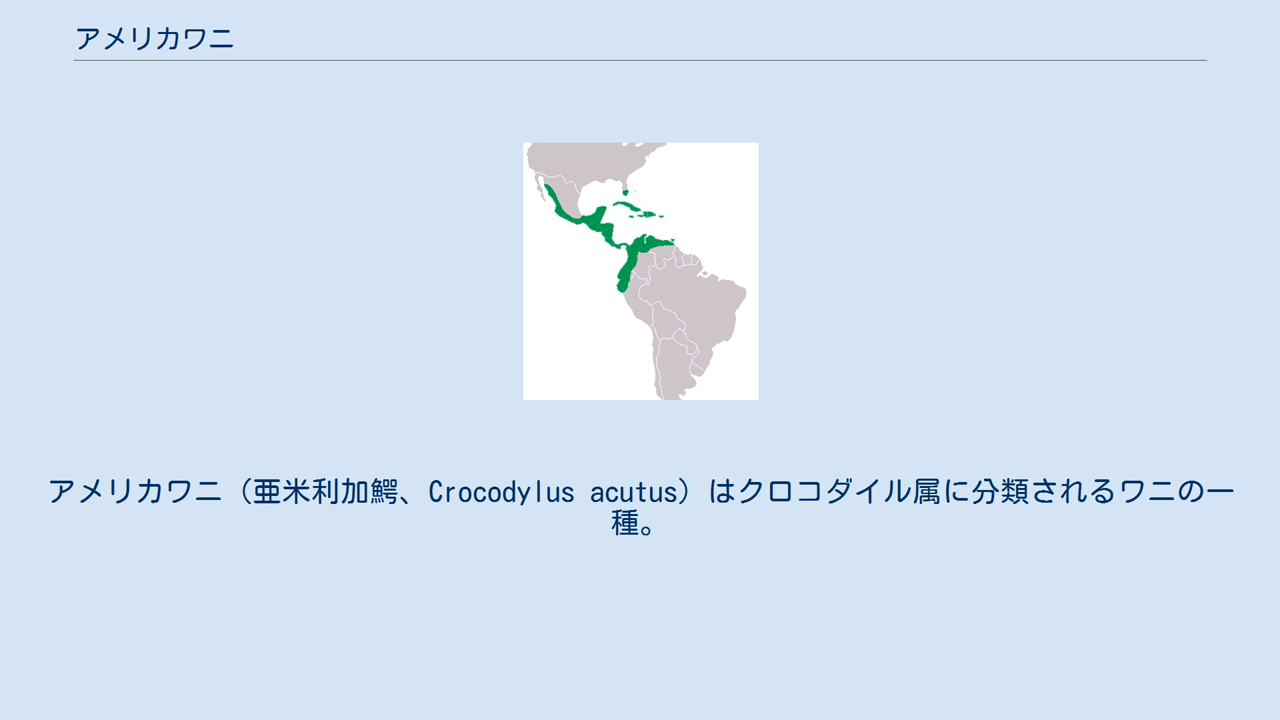 アメリカワニ
アメリカワニ（亜米利加鰐、Crocodylus acutus）はクロコダイル属に分類されるワニの一
種。